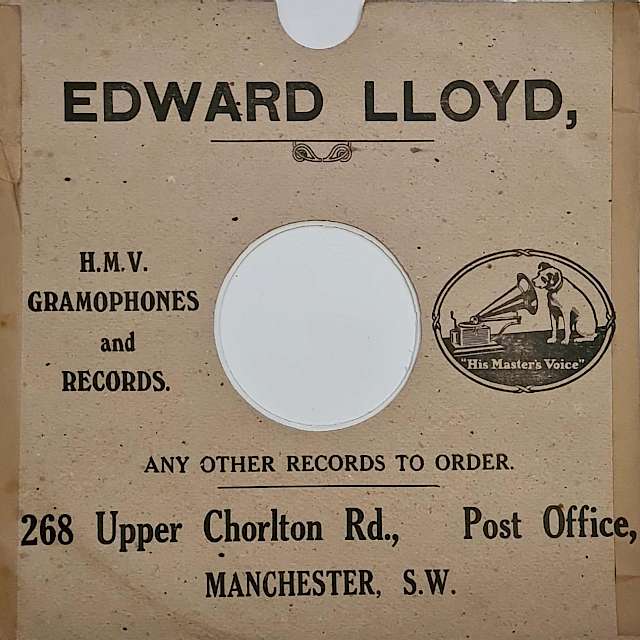 EDWARD LLOYD,
H.M.V.
GRAMOPHONES
and
RECORDS.
"His Master's Voice"
ANY OTHER RECORDS TO ORDER.
268 Upper Chorlton Rd., Post Office,
MANCHESTER, S.W.